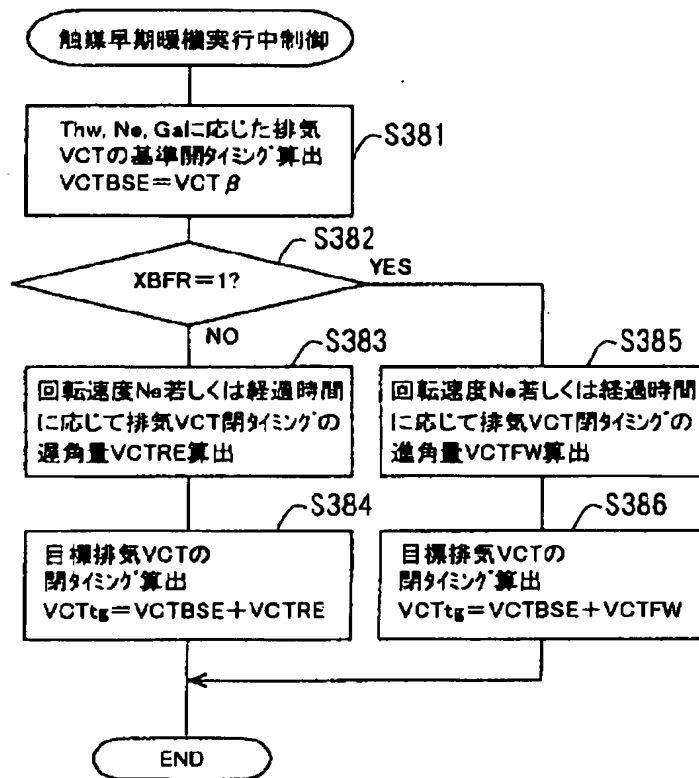 触媒早期暖機実行中制御
Thw, Ne, Gaに応じた排気
VCTの基準開タイミング算出
VCTBSE=VCTβ
S381
S382
XBFR=1?
YES
NO
S383
回転速度Ne若しくは経過時間
に応じて排気VCT閉タイミングの
遅角量VCTRE算出
S385
回転速度Ne若しくは経過時間
に応じて排気VCT閉タイミングの
進角量VCTFW算出
S384
目標排気VCTの
閉タイミング算出
VCTtg=VCTBSE+VCTRE
S386
目標排気VCTの
閉タイミング算出
VCTtg=VCTBSE+VCTFW
END